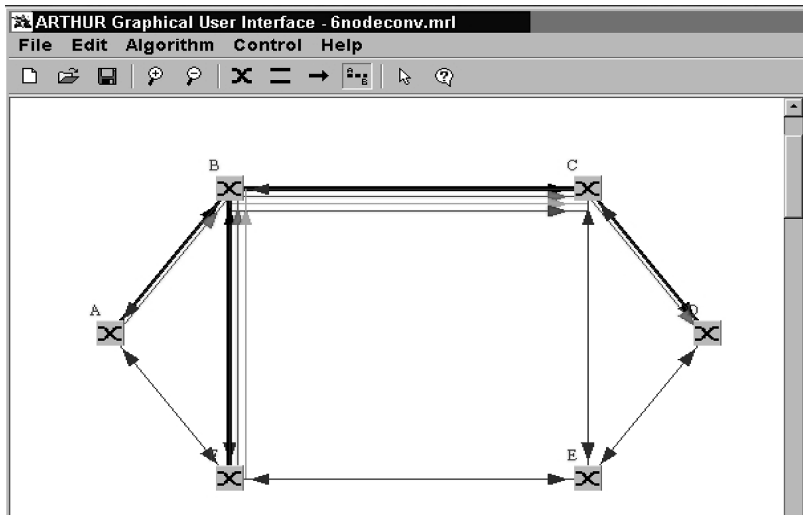 ARTHUR Graphical User Interface - 6nodeconv.mrl
File Edit Algorithm Control Help
A B
B C
A D
E